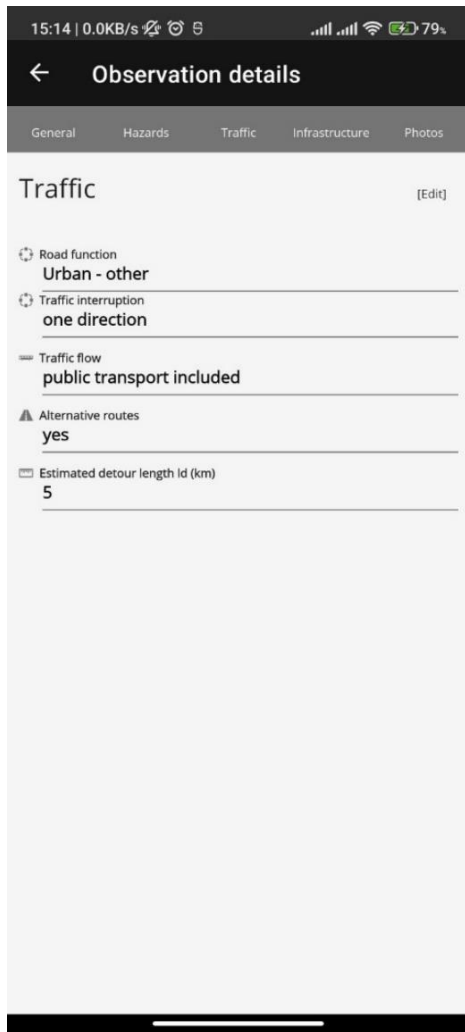 15:14 | 0.0KB/s 79%
Observation details
General Hazards Traffic Infrastructure Photos
Traffic
[Edit]
Road function
Urban - other
Traffic interruption
one direction
Traffic flow
public transport included
Alternative routes
yes
Estimated detour length ld (km)
5